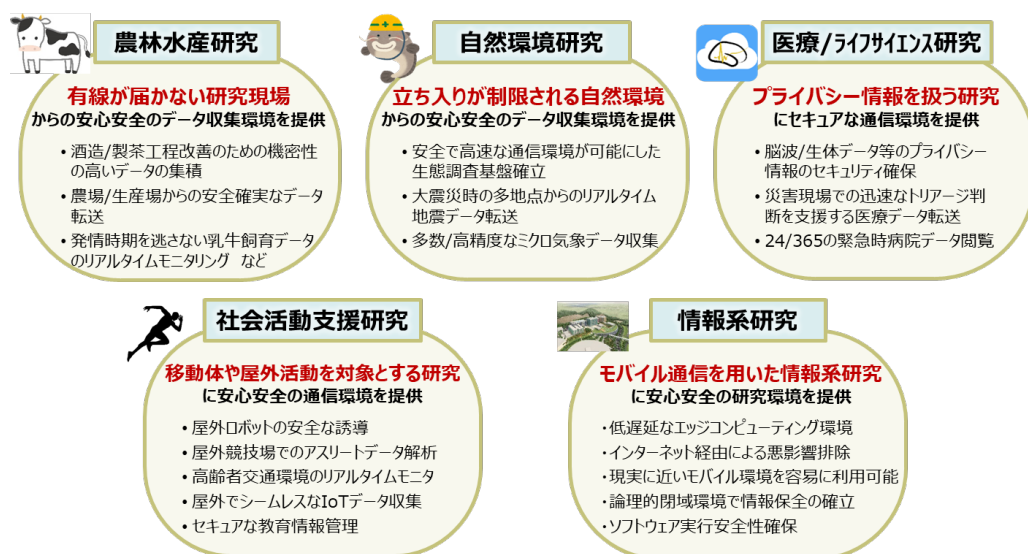 農林水産研究
有線が届かない研究現場
からの安心安全のデータ収集環境を提供
• 酒造/製茶工程改善のための機密性
の高いデータの集積
• 農場/生産場からの安全確実なデータ
転送
• 発情時期を逃さない乳牛飼育データ
のリアルタイムモニタリング など
自然環境研究
立ち入りが制限される自然環境
からの安心安全のデータ収集環境を提供
• 安全で高速な通信環境が可能にした
生態調査基盤確立
• 大震災時の多地点からのリアルタイム
地震データ転送
• 多数/高精度なミクロ気象データ収集
医療/ライフサイエンス研究
プライバシー情報を扱う研究
にセキュアな通信環境を提供
• 脳波/生体データ等のプライバシー
情報のセキュリティ確保
• 災害現場での迅速なトリアージ判
断を支援する医療データ転送
• 24/365の緊急時病院データ閲覧
社会活動支援研究
移動体や屋外活動を対象とする研究
に安心安全の通信環境を提供
• 屋外ロボットの安全な誘導
• 屋外競技場でのアスリートデータ解析
• 高齢者交通環境のリアルタイムモニタ
• 屋外でシームレスなIoTデータ収集
• セキュアな教育情報管理
情報系研究
モバイル通信を用いた情報系研究
に安心安全の研究環境を提供
・低遅延なエッジコンピューティング環境
・インターネット経由による悪影響排除
・現実に近いモバイル環境を容易に利用可能
・論理的閉域環境で情報保全の確立
・ソフトウェア実行安全性確保